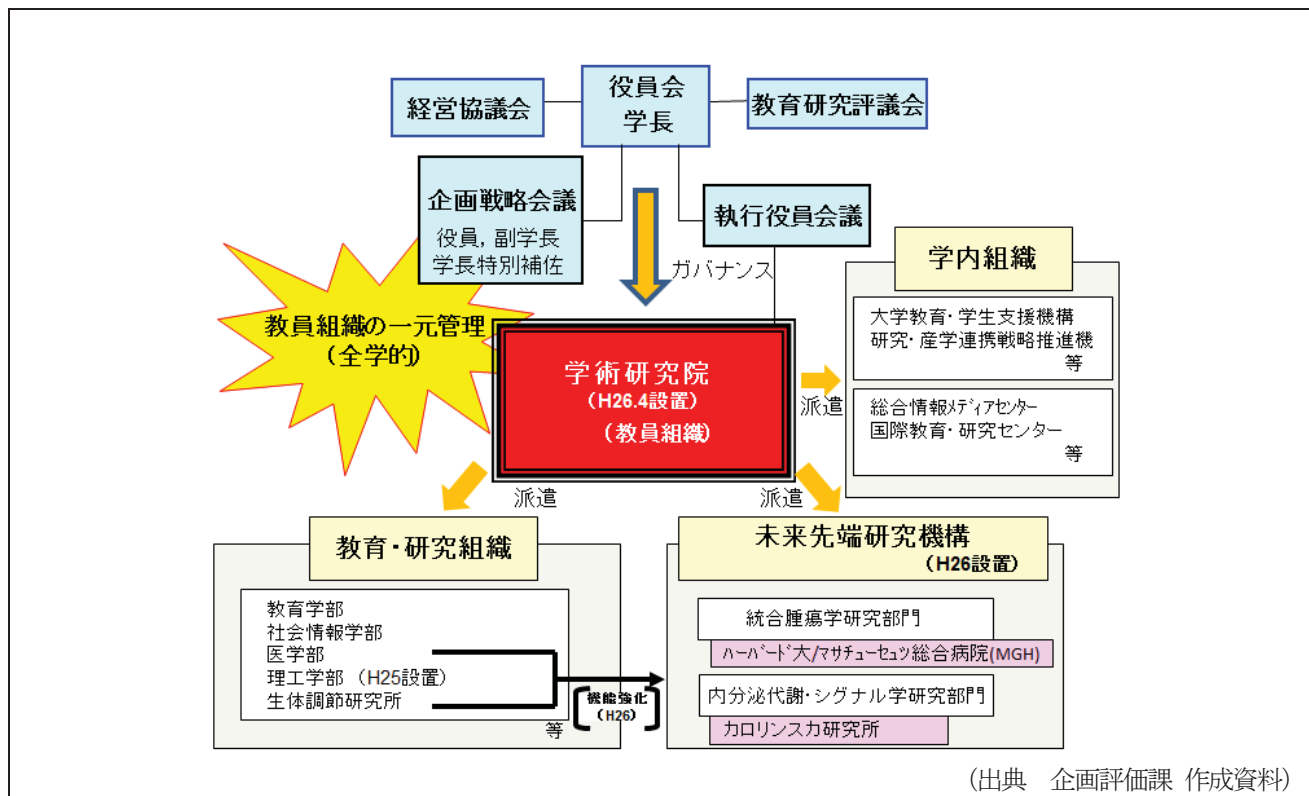 経営協議会
役員会
学長
教育研究評議会
企画戦略会議
役員，副学長
学長特別補佐
執行役員会議
ガバナンス
教員組織の一元管理
（全学的）
学術研究院
(H26.4設置)
（教員組織）
派遣
学内組織
大学教育・学生支援機構
研究・産学連携戦略推進機
等
総合情報ﾒﾃﾞｨｱｾﾝﾀｰ
国際教育・研究センター
等
派遣
派遣
教育・研究組織
教育学部
社会情報学部
医学部
理工学部（H25設置）
生体調節研究所
等
機能強化
（H26）
未来先端研究機構
（H26設置）
統合腫瘍学研究部門
ﾊｰﾊﾞｰﾄﾞ大/ﾏｻﾁｭｰｾｯﾂ総合病院(MGH)
内分泌代謝・シグナル学研究部門
カロリンスカ研究所
（出典　企画評価課 作成資料）